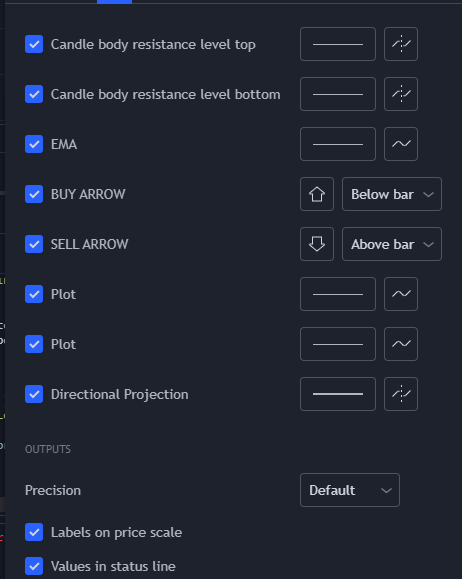 Candle body resistance level top
Candle body resistance level bottom
EMA
BUY ARROW Below bar
SELL ARROW Above bar
Plot
Plot
Directional Projection
OUTPUTS
Precision Default
Labels on price scale
Values in status line